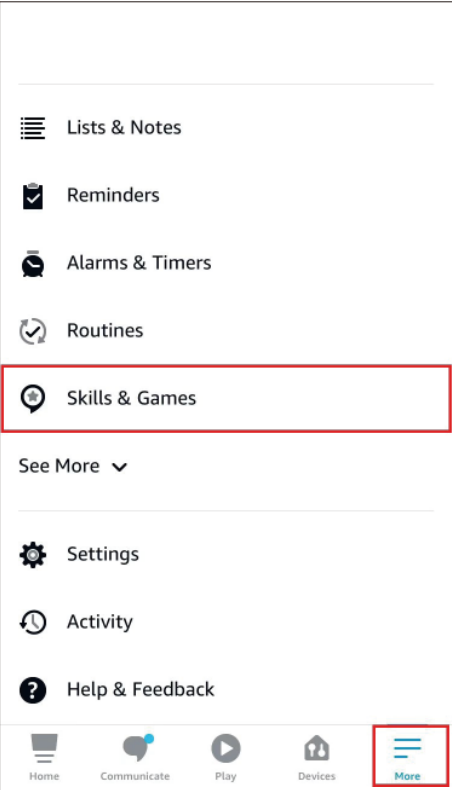 Lists & Notes
Reminders
Alarms & Timers
Routines
Skills & Games
See More
Settings
Activity
Help & Feedback
Home Communicate Play Devices More